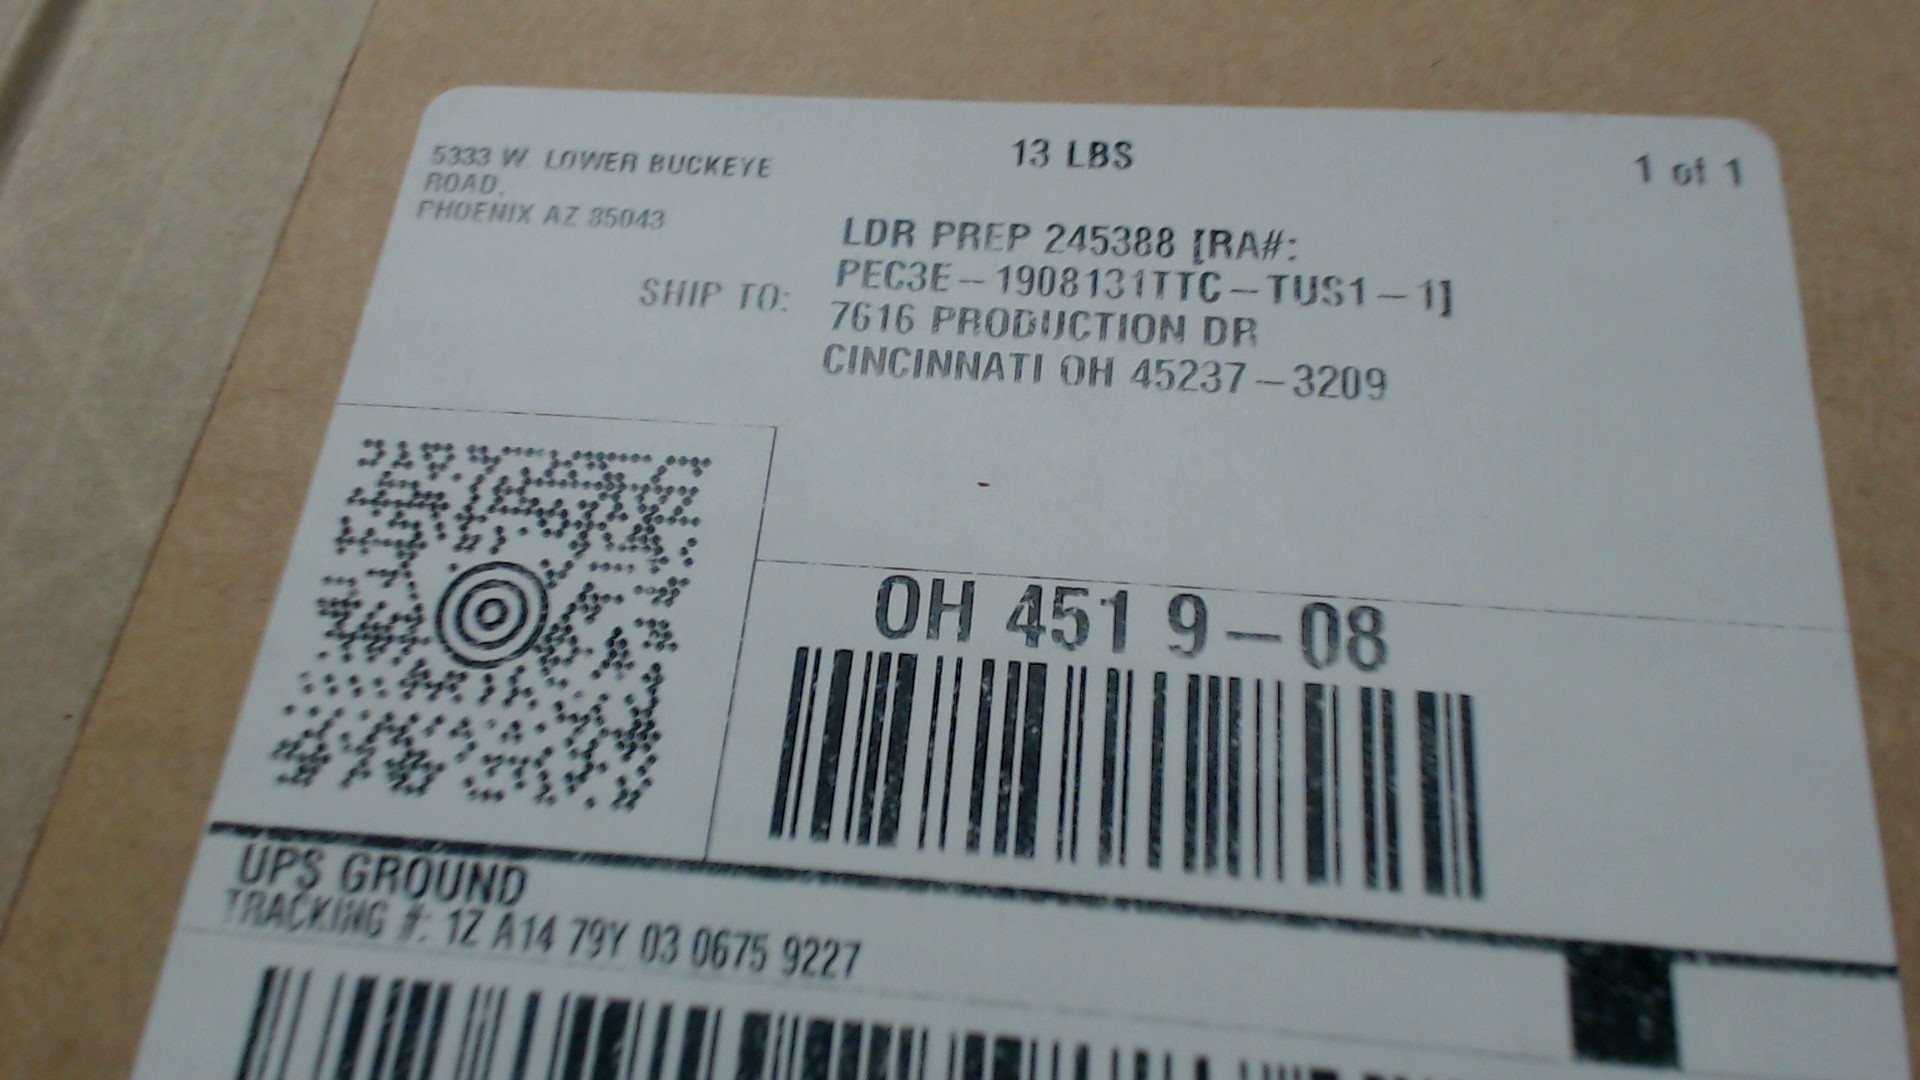 5333 W. LOWER BUCKEYE
ROAD.
PHOENIX AZ 85043
13 LBS
1 of 1
SHIP TO:
LDR PREP 245388 [RA#:
PEC3E-1908131TTC-TUS1-1]
7616 PRODUCTION DR
CINCINNATI OH 45237-3209
OH 451 9-08
UPS GROUND
TRACKING #: 1Z A14 79Y 03 0675 9227